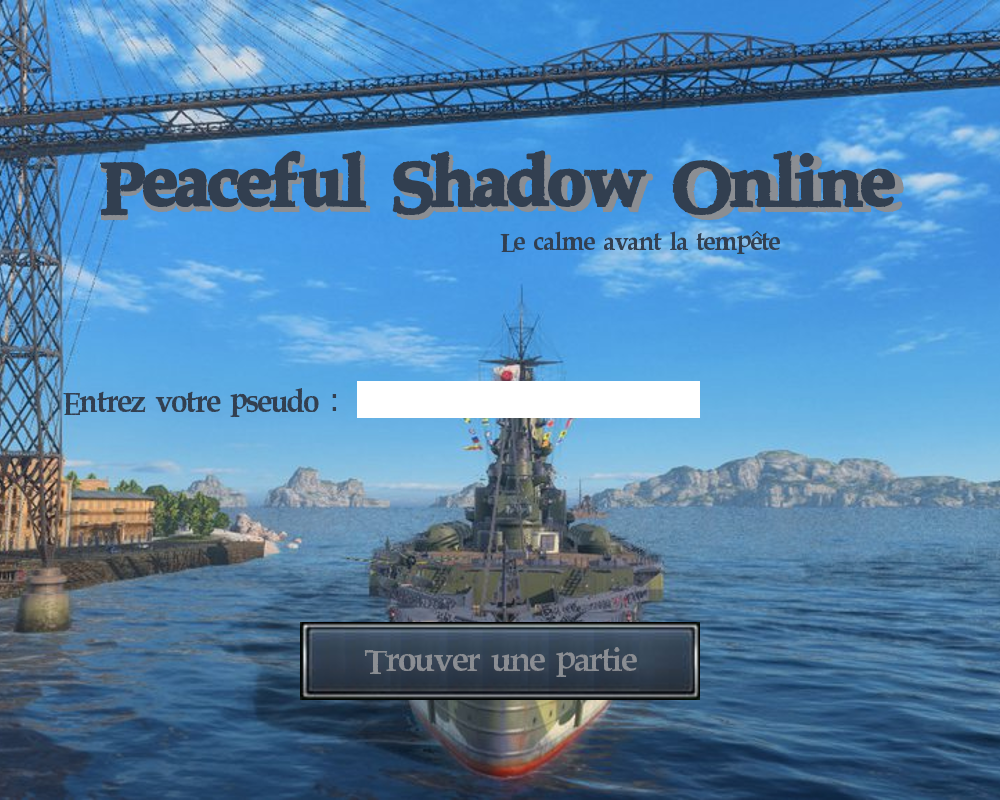 Peaceful Shadow Online
Le calme avant la tempête
Entrez votre pseudo :
Trouver une partie